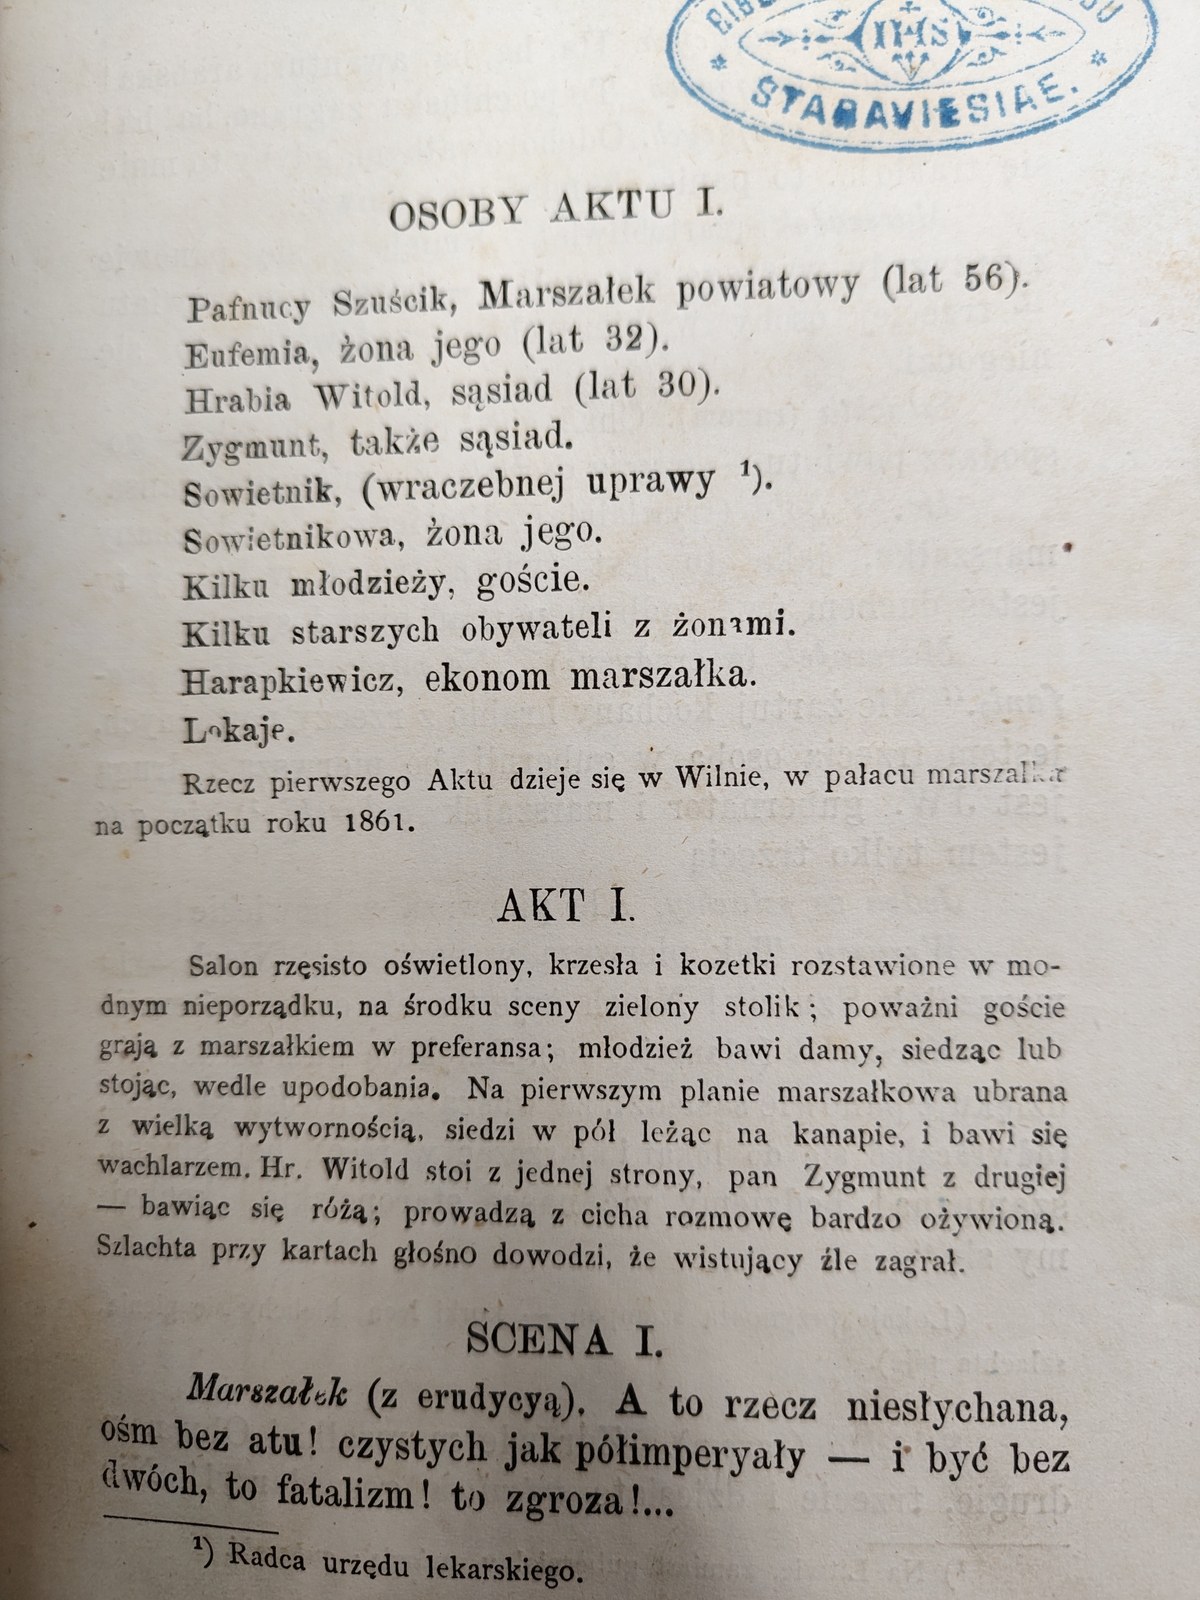 IHS
STARAVIESIAE.
OSOBY AKTU I.
Pafnucy Szuścik, Marszałek powiatowy (lat 56).
Eufemia, żona jego (lat 32).
Hrabia Witold, sąsiad (lat 30).
Zygmunt, także sąsiad.
Sowietnik, (wraczebnej uprawy ¹).
Sowietnikowa, żona jego.
Kilku młodzieży, goście.
Kilku starszych obywateli z żonami.
Harapkiewicz, ekonom marszałka.
Lokaje.
Rzecz pierwszego Aktu dzieje się w Wilnie, w pałacu marszałka
na początku roku 1861.
AKT I.
Salon rzęsisto oświetlony, krzesła i kozetki rozstawione w mo-
dnym nieporządku, na środku sceny zielony stolik; poważni goście
grają z marszałkiem w preferansa; młodzież bawi damy, siedząc lub
stojąc, wedle upodobania. Na pierwszym planie marszałkowa ubrana
z wielką wytwornością, siedzi w pół leżąc na kanapie, i bawi się
wachlarzem. Hr. Witold stoi z jednej strony, pan Zygmunt z drugiej
— bawiąc się różą; prowadzą z cicha rozmowę bardzo ożywioną.
Szlachta przy kartach głośno dowodzi, że wistujący źle zagrał.
SCENA I.
Marszałek (z erudycyą). A to rzecz niesłychana,
ośm bez atu! czystych jak półimperyały — i być bez
dwóch, to fatalizm! to zgroza!...
¹) Radca urzędu lekarskiego.